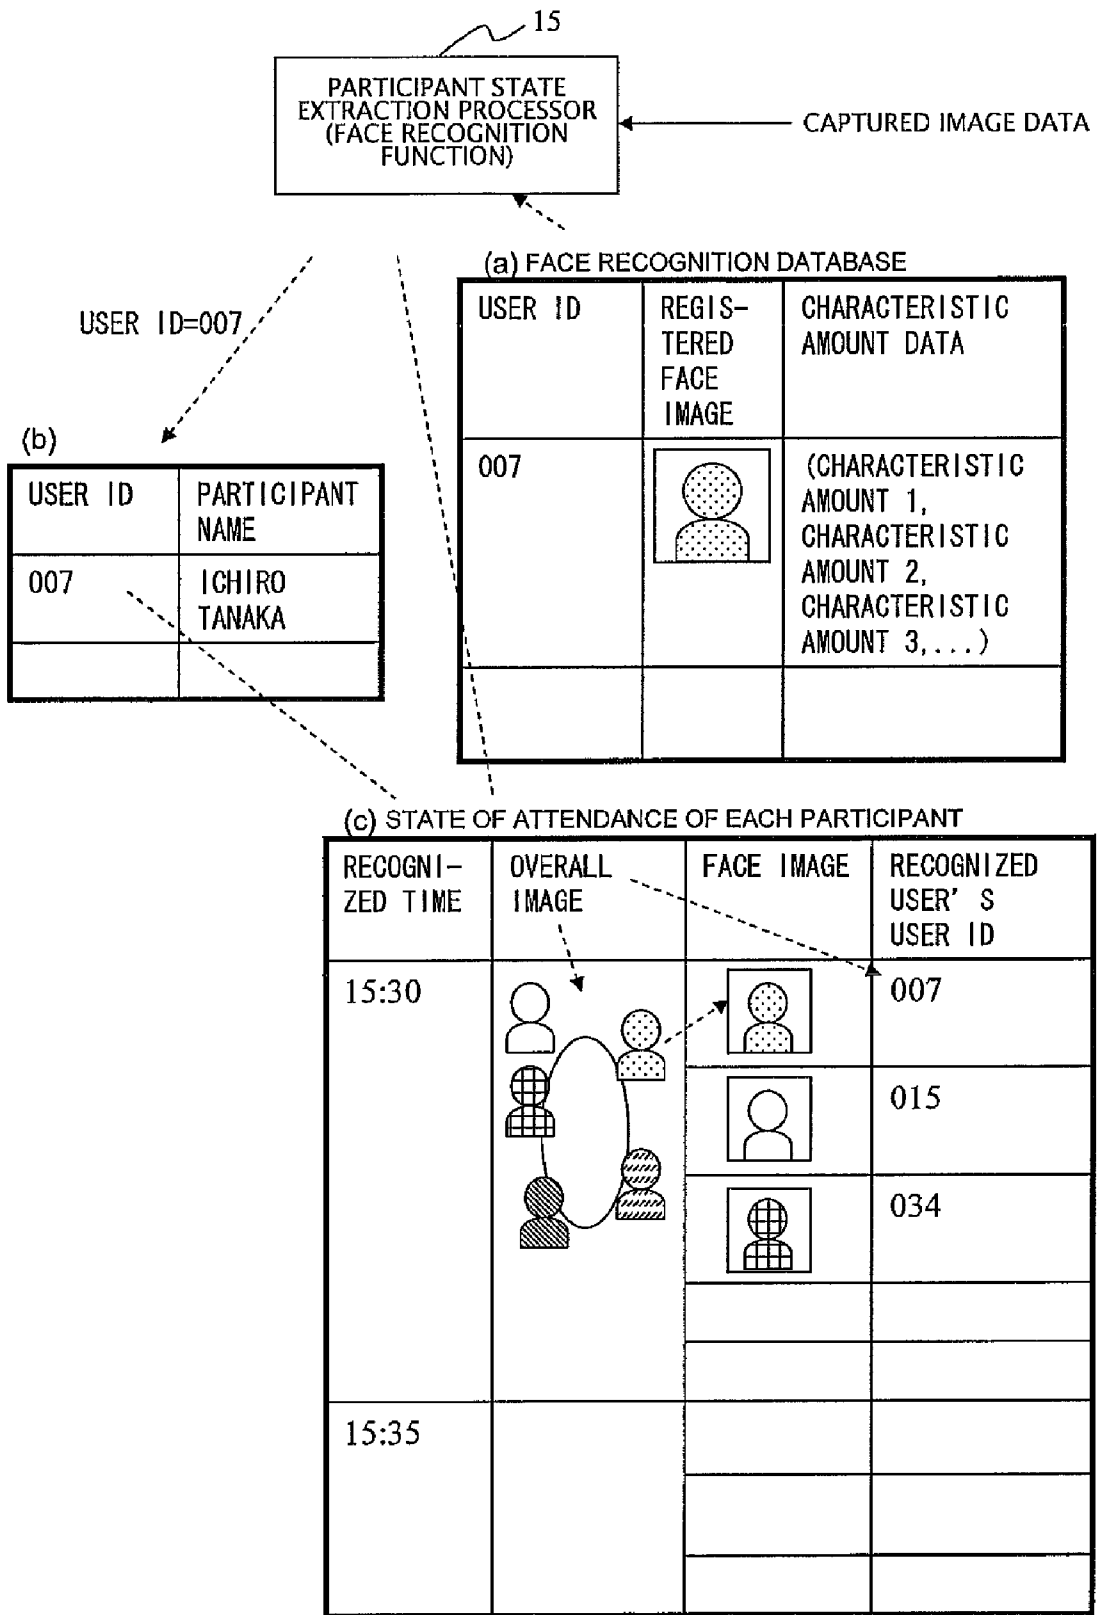 15
PARTICIPANT STATE
EXTRACTION PROCESSOR
(FACE RECOGNITION
FUNCTION)
CAPTURED IMAGE DATA
(a) FACE RECOGNITION DATABASE
USER ID
REGIS-
TERED
FACE
IMAGE
CHARACTERISTIC
AMOUNT DATA
007
(CHARACTERISTIC
AMOUNT 1,
CHARACTERISTIC
AMOUNT 2,
CHARACTERISTIC
AMOUNT 3,...)
USER ID=007
(b)
USER ID
PARTICIPANT
NAME
007
ICHIRO
TANAKA
(c) STATE OF ATTENDANCE OF EACH PARTICIPANT
RECOGNI-
ZED TIME
OVERALL
IMAGE
FACE IMAGE
RECOGNIZED
USER'S
USER ID
15:30
007
015
034
15:35